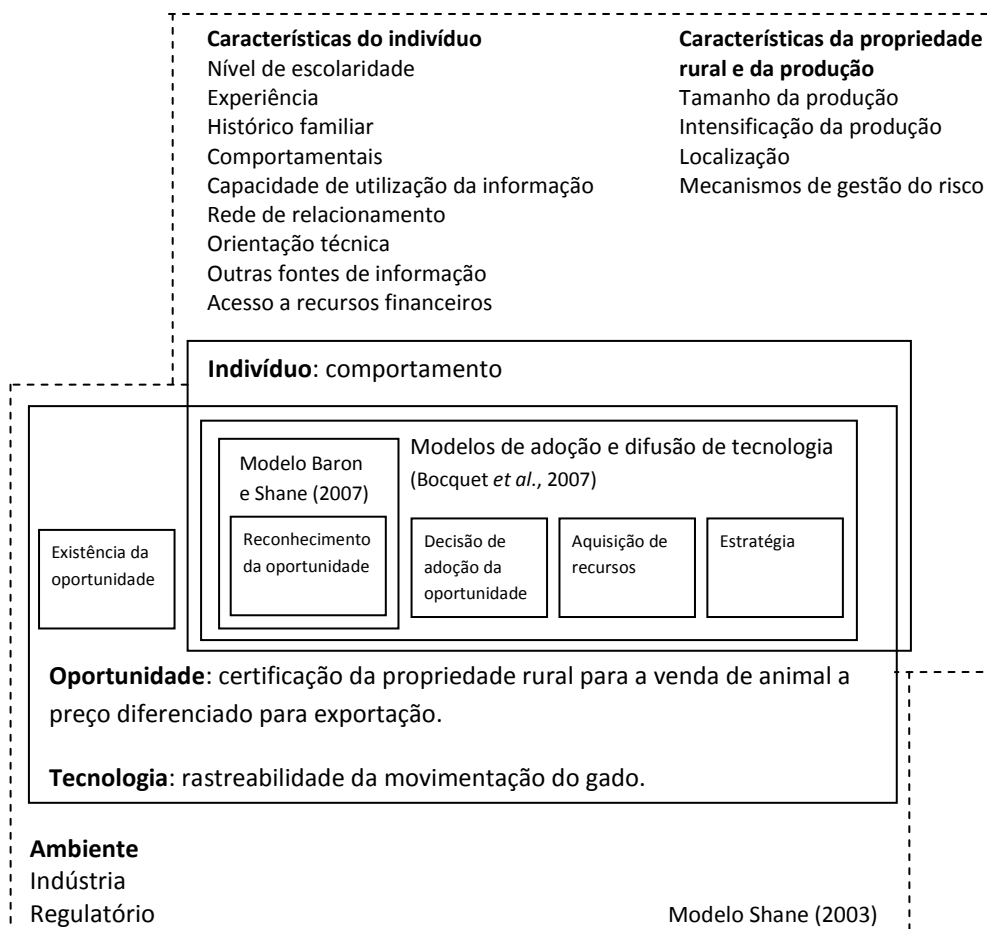 Características do indivíduo
Nível de escolaridade
Experiência
Histórico familiar
Comportamentais
Capacidade de utilização da informação
Rede de relacionamento
Orientação técnica
Outras fontes de informação
Acesso a recursos financeiros
Características da propriedade
rural e da produção
Tamanho da produção
Intensificação da produção
Localização
Mecanismos de gestão do risco
Indivíduo: comportamento
Modelos de adoção e difusão de tecnologia
(Bocquet et al., 2007)
Modelo Baron
e Shane (2007)
Existência da
oportunidade
Reconhecimento
da oportunidade
Decisão de
adoção da
oportunidade
Aquisição de
recursos
Estratégia
Oportunidade: certificação da propriedade rural para a venda de animal a
preço diferenciado para exportação.
Tecnologia: rastreabilidade da movimentação do gado.
Ambiente
Indústria
Regulatório
Modelo Shane (2003)